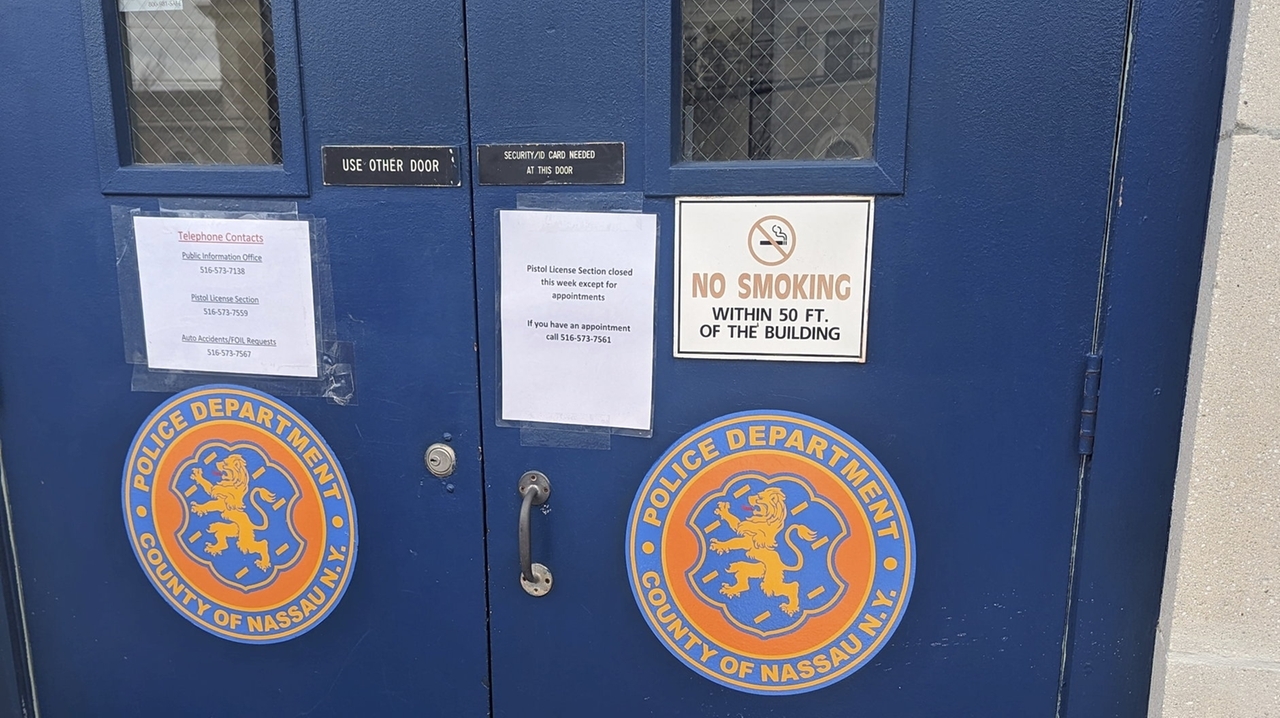 USE OTHER DOOR
SECURITY/ID CARD NEEDED
AT THIS DOOR
Telephone Contacts
Public Information Office
516-573-7138
Pistol License Section
516-573-7559
Auto Accidents/FOIL Requests
516-573-7567
Pistol License Section closed
this week except for
appointments
If you have an appointment
call 516-573-7561
NO SMOKING
WITHIN 50 FT.
OF THE BUILDING
POLICE DEPARTMENT
COUNTY OF NASSAU N.Y.
POLICE DEPARTMENT
COUNTY OF NASSAU N.Y.